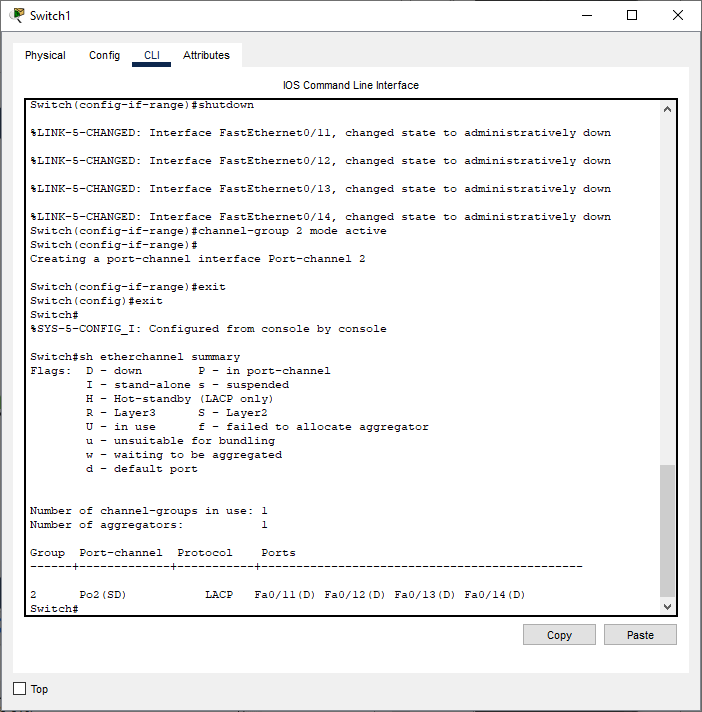 Switch1
Physical Config CLI Attributes
IOS Command Line Interface
Switch(config-if-range)#shutdown
%LINK-5-CHANGED: Interface FastEthernet0/11, changed state to administratively down
%LINK-5-CHANGED: Interface FastEthernet0/12, changed state to administratively down
%LINK-5-CHANGED: Interface FastEthernet0/13, changed state to administratively down
%LINK-5-CHANGED: Interface FastEthernet0/14, changed state to administratively down
Switch(config-if-range)#channel-group 2 mode active
Switch(config-if-range)#
Creating a port-channel interface Port-channel 2
Switch(config-if-range)#exit
Switch(config)#exit
Switch#
%SYS-5-CONFIG_I: Configured from console by console
Switch#sh etherchannel summary
Flags:  D - down        P - in port-channel
        I - stand-alone s - suspended
        H - Hot-standby (LACP only)
        R - Layer3      S - Layer2
        U - in use      f - failed to allocate aggregator
        u - unsuitable for bundling
        w - waiting to be aggregated
        d - default port
Number of channel-groups in use: 1
Number of aggregators:           1
Group  Port-channel  Protocol    Ports
------+-------------+-----------+----------------------------------------------
2      Po2(SD)           LACP   Fa0/11(D) Fa0/12(D) Fa0/13(D) Fa0/14(D)
Switch#
Copy Paste
Top